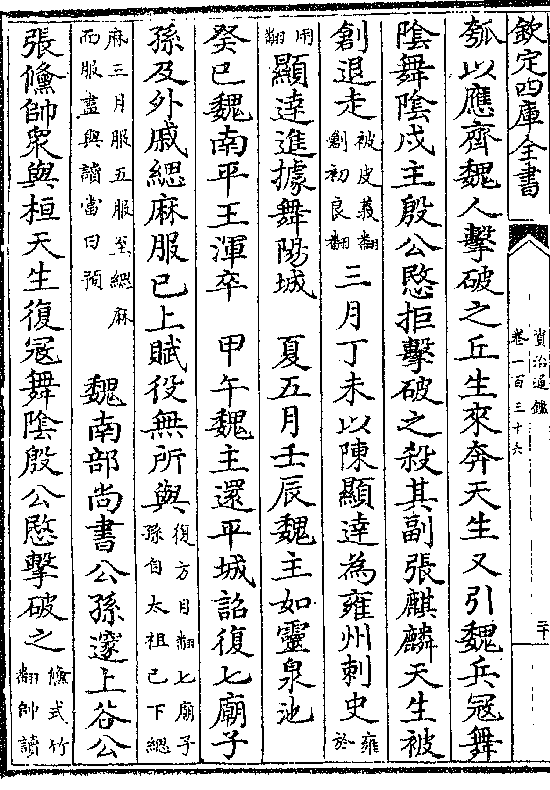 欽定四庫全書
資治通鑑
卷一百三十六
二十
瓠以應齊魏人擊破之丘生來奔天生又引魏兵冦舞
隂舞隂戍主殷公愍拒擊破之殺其副張麒麟天生被
創退走被皮義翻創初良翻三月丁未以陳顯達為雍州刺史雍於
用翻顯達進據舞陽城 夏五月壬辰魏主如靈泉池
癸巳魏南平王渾卒 甲午魏主還平城詔復七廟子
孫及外戚緦麻服已上賦役無所與復方目翻七廟子孫自太祖已下緦
麻三月服五服至緦麻而服盡與讀當曰預 魏南部尚書公孫邃上谷公
張儵帥衆與桓天生復冦舞隂殷公愍擊破之儵式竹翻帥讀